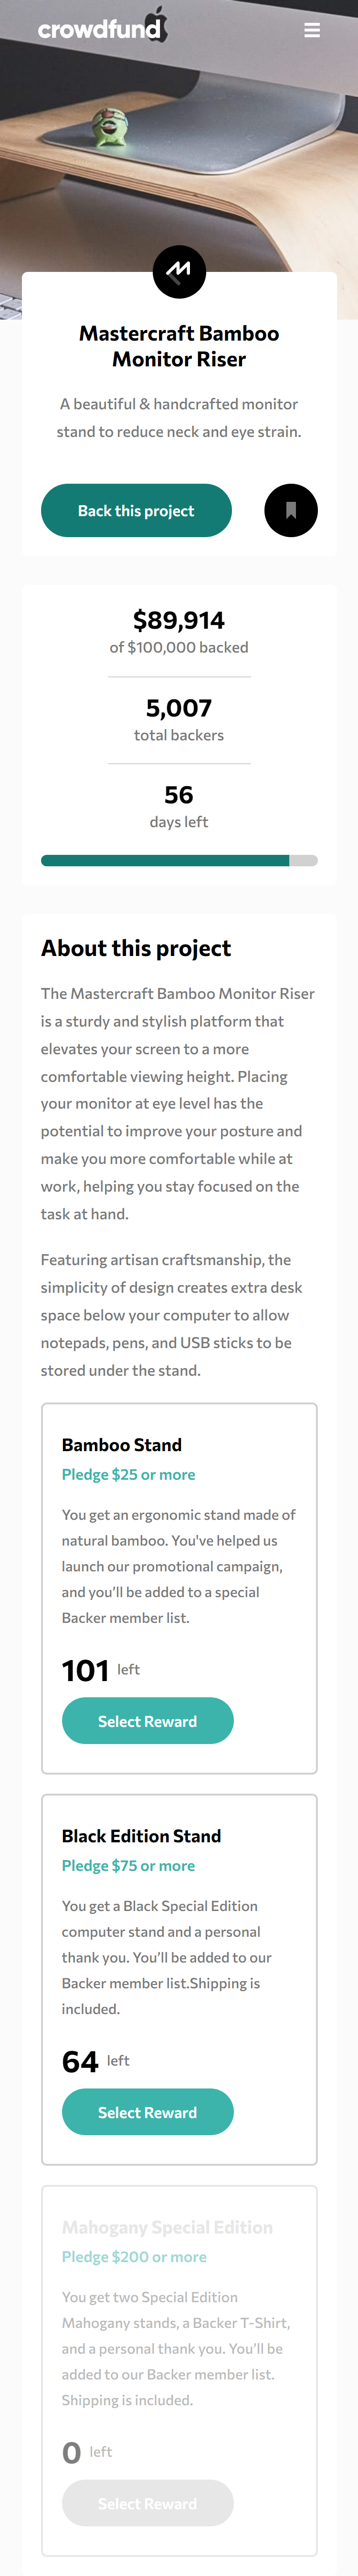 crowdfund
Mastercraft Bamboo
Monitor Riser
A beautiful & handcrafted monitor
stand to reduce neck and eye strain.
Back this project
$89,914
of $100,000 backed
5,007
total backers
56
days left
About this project
The Mastercraft Bamboo Monitor Riser
is a sturdy and stylish platform that
elevates your screen to a more
comfortable viewing height. Placing
your monitor at eye level has the
potential to improve your posture and
make you more comfortable while at
work, helping you stay focused on the
task at hand.
Featuring artisan craftsmanship, the
simplicity of design creates extra desk
space below your computer to allow
notepads, pens, and USB sticks to be
stored under the stand.
Bamboo Stand
Pledge $25 or more
You get an ergonomic stand made of
natural bamboo. You've helped us
launch our promotional campaign,
and you’ll be added to a special
Backer member list.
101 left
Select Reward
Black Edition Stand
Pledge $75 or more
You get a Black Special Edition
computer stand and a personal
thank you. You’ll be added to our
Backer member list.Shipping is
included.
64 left
Select Reward
Mahogany Special Edition
Pledge $200 or more
You get two Special Edition
Mahogany stands, a Backer T-Shirt,
and a personal thank you. You’ll be
added to our Backer member list.
Shipping is included.
0 left
Select Reward